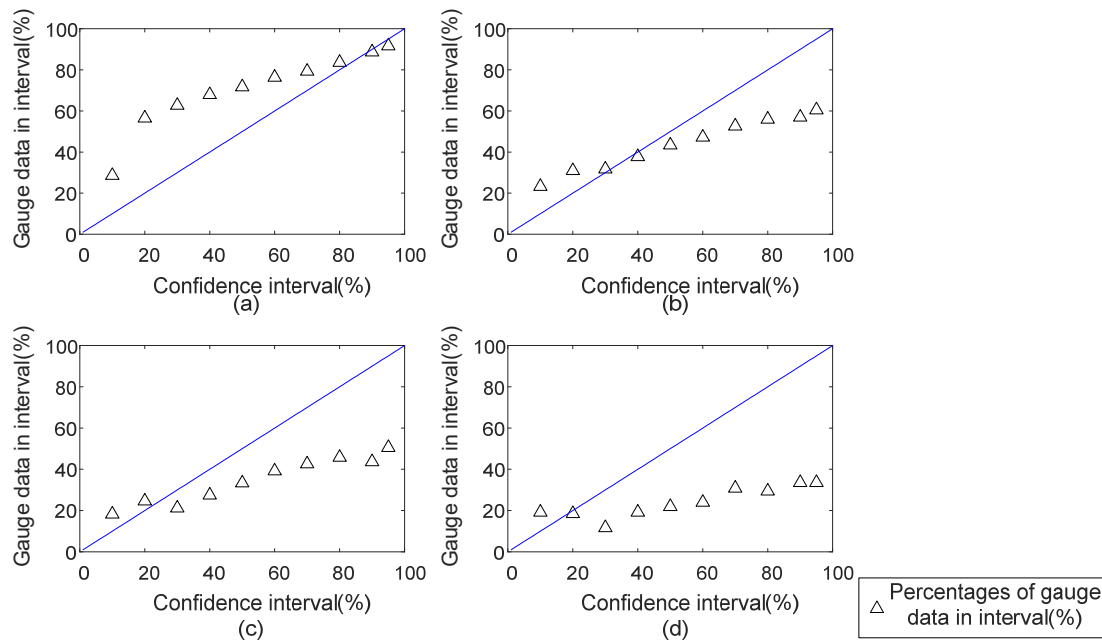 100
80
60
40
20
0
Gauge data in interval(%)
0 20 40 60 80 100
Confidence interval(%)
(a)
100
80
60
40
20
0
Gauge data in interval(%)
0 20 40 60 80 100
Confidence interval(%)
(b)
100
80
60
40
20
0
Gauge data in interval(%)
0 20 40 60 80 100
Confidence interval(%)
(c)
100
80
60
40
20
0
Gauge data in interval(%)
0 20 40 60 80 100
Confidence interval(%)
(d)
Percentages of gauge
data in interval(%)